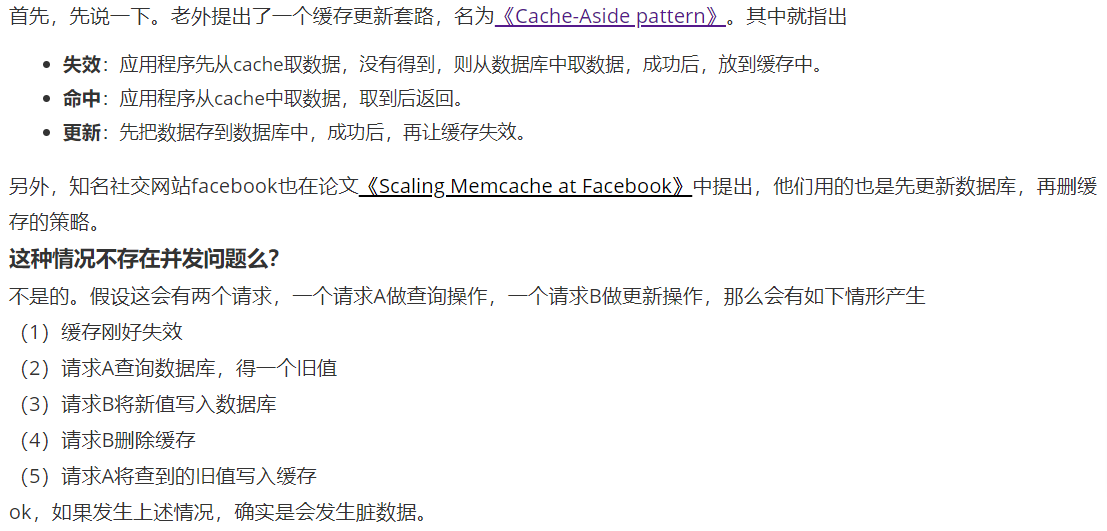 首先，先说一下。老外提出了一个缓存更新套路，名为《Cache-Aside pattern》。其中就指出
失效：应用程序先从cache取数据，没有得到，则从数据库中取数据，成功后，放到缓存中。
命中：应用程序从cache中取数据，取到后返回。
更新：先把数据存到数据库中，成功后，再让缓存失效。
另外，知名社交网站facebook也在论文《Scaling Memcache at Facebook》中提出，他们用的也是先更新数据库，再删缓
存的策略。
这种情况不存在并发问题么？
不是的。假设这会有两个请求，一个请求A做查询操作，一个请求B做更新操作，那么会有如下情形产生
（1）缓存刚好失效
（2）请求A查询数据库，得一个旧值
（3）请求B将新值写入数据库
（4）请求B删除缓存
（5）请求A将查到的旧值写入缓存
ok，如果发生上述情况，确实是会发生脏数据。